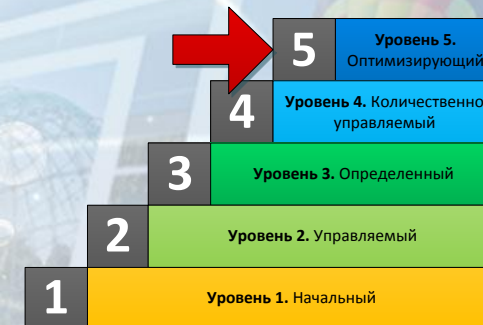 5
Уровень 5.
Оптимизирующий
4
Уровень 4. Количественно
управляемый
3
Уровень 3. Определенный
2
Уровень 2. Управляемый
1
Уровень 1. Начальный